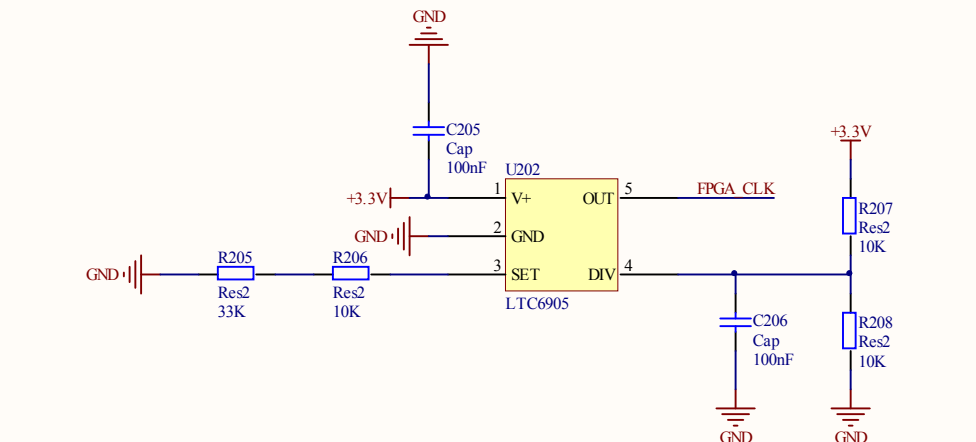 GND
C205
Cap
100nF
U202
+3.3V
1
V+
OUT
5
FPGA_CLK
+3.3V
R207
Res2
10K
GND
2
GND
GND
R205
Res2
33K
R206
Res2
10K
3
SET
DIV
4
LTC6905
C206
Cap
100nF
R208
Res2
10K
GND
GND